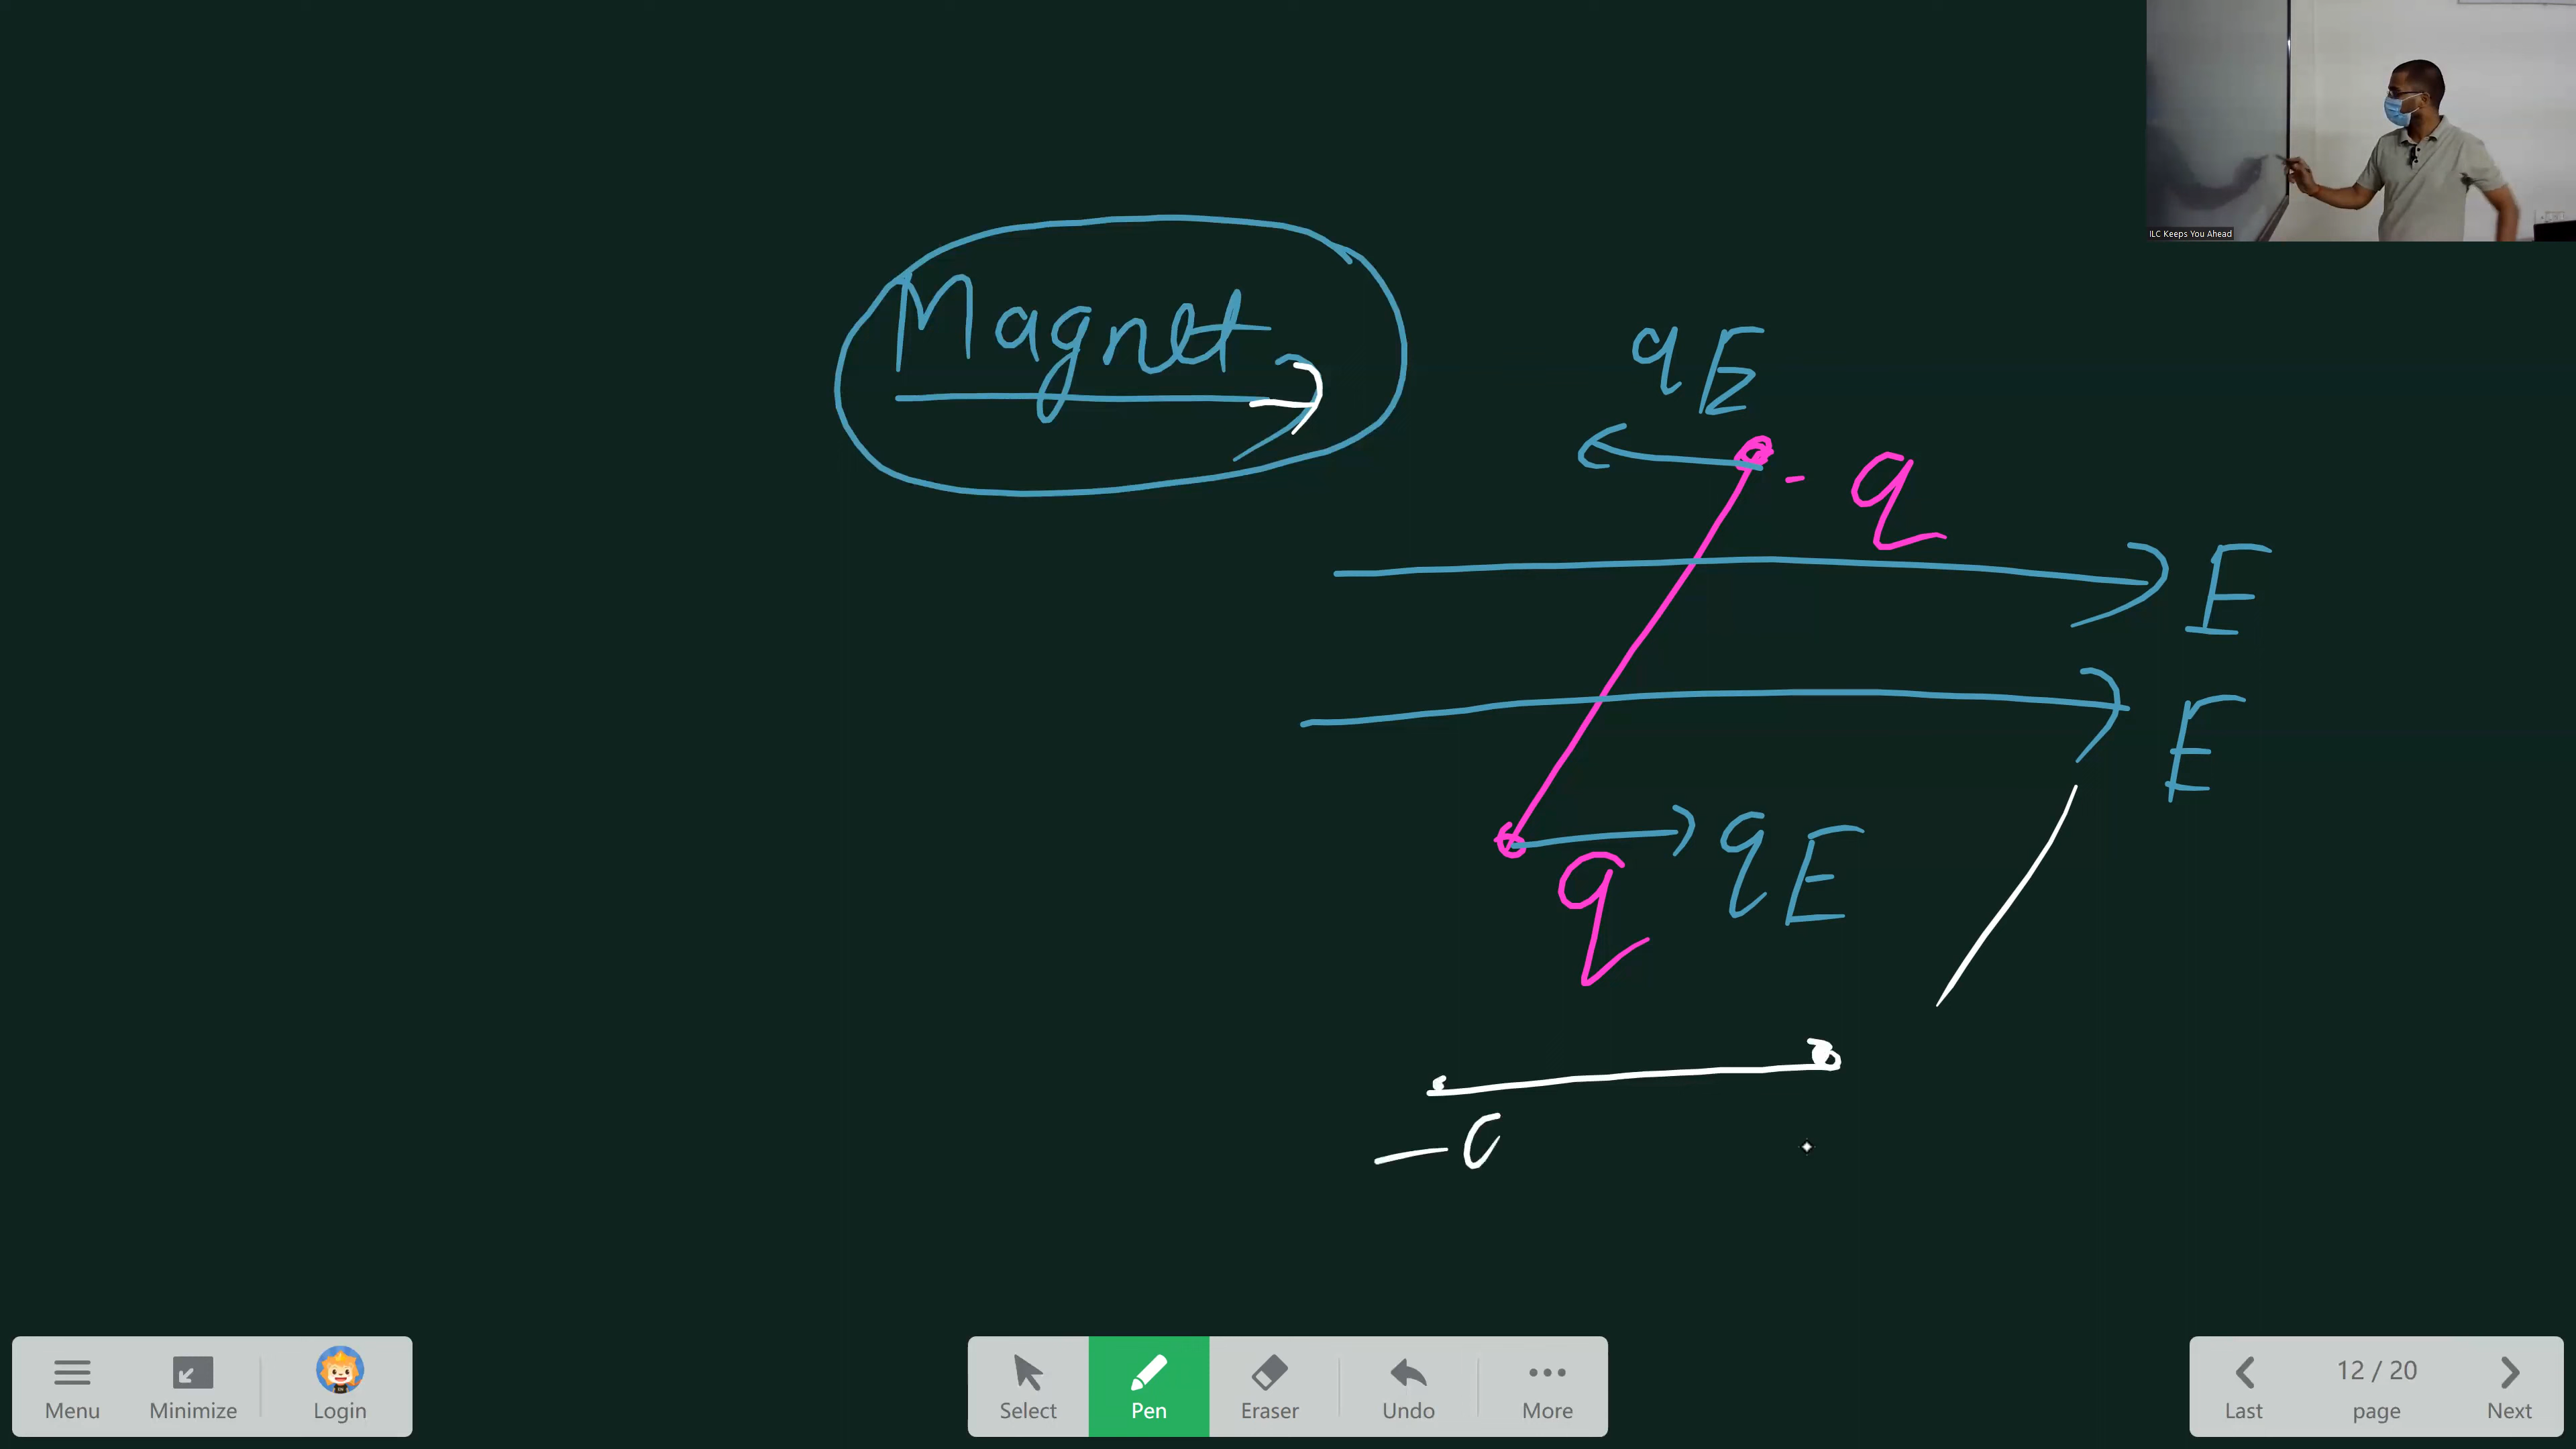 ILC Keeps You Ahead
Magnet
qE
- q
E
E
qE
q
Menu
Minimize
Login
Select
Pen
Eraser
Undo
More
Last
12 / 20
page
Next